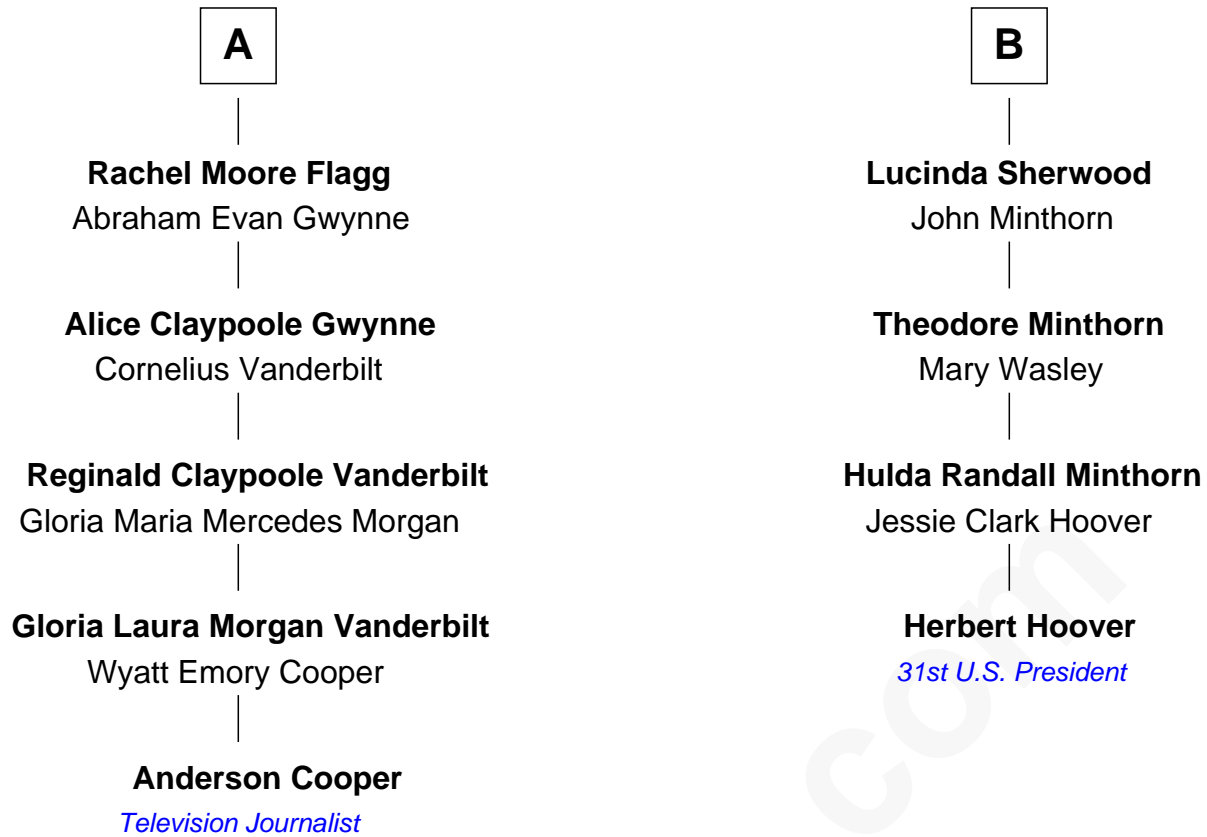 A
Rachel Moore Flagg
Abraham Evan Gwynne
Alice Claypoole Gwynne
Cornelius Vanderbilt
Reginald Claypoole Vanderbilt
Gloria Maria Mercedes Morgan
Gloria Laura Morgan Vanderbilt
Wyatt Emory Cooper
Anderson Cooper
Television Journalist
B
Lucinda Sherwood
John Minthorn
Theodore Minthorn
Mary Wasley
Hulda Randall Minthorn
Jessie Clark Hoover
Herbert Hoover
31st U.S. President
com